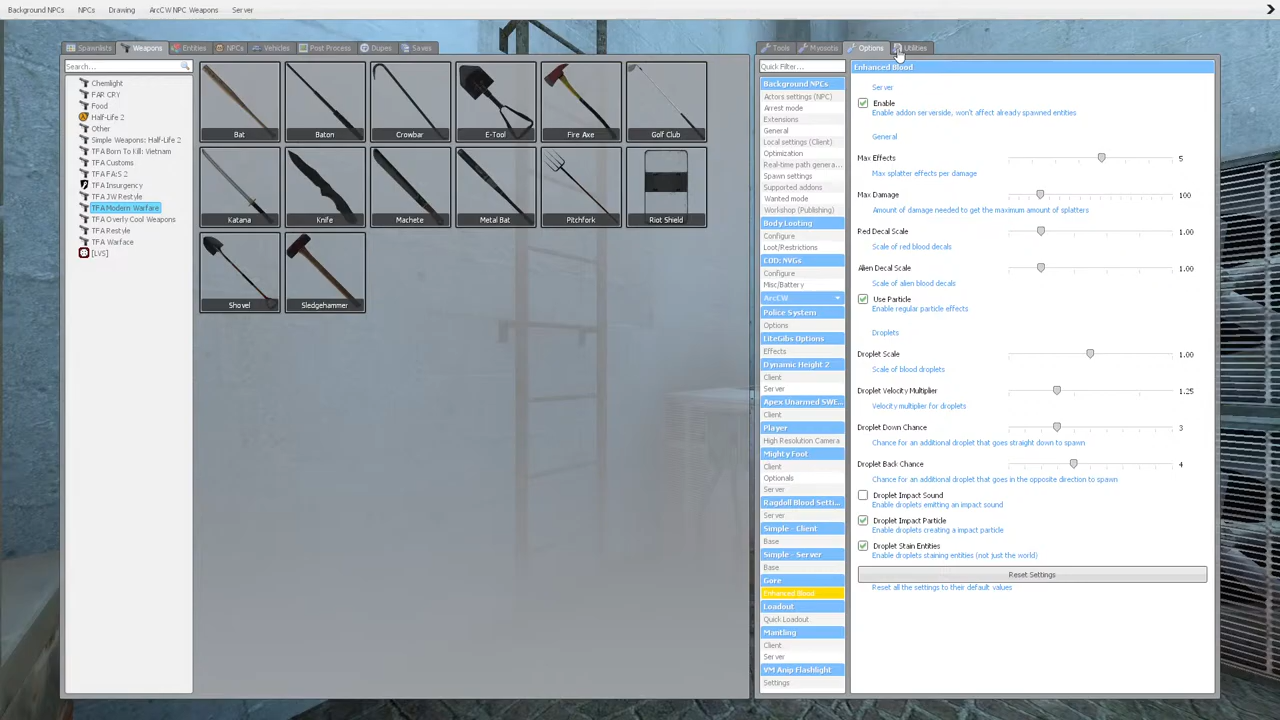 Background NPCs NPCs Drawing ArcCW NPC Weapons Server
Spawnlists Weapons Entities NPCs Vehicles Post Process Dupes Saves
Search...
Chemlight
FAR CRY
Food
Half-Life 2
Other
Simple Weapons: Half-Life 2
TFA Born To Kill: Vietnam
TFA Customs
TFA FA:S 2
TFA Insurgency
TFA JW Restyle
TFA Modern Warfare
TFA Overly Cool Weapons
TFA Restyle
TFA Warface
[LVS]
Bat Baton Crowbar E-Tool Fire Axe Golf Club
Katana Knife Machete Metal Bat Pitchfork Riot Shield
Shovel Sledgehammer
Tools Myosotis Options Utilities
Quick Filter...
Background NPCs
Actors settings (NPC)
Arrest mode
Extensions
General
Local settings (Client)
Optimization
Real-time path genera...
Spawn settings
Supported addons
Wanted mode
Workshop (Publishing)
Body Looting
Configure
Loot/Restrictions
COD: NVGs
Configure
Misc/Battery
ArcCW
Police System
Options
LiteGibs Options
Effects
Dynamic Height 2
Client
Server
Apex Unarmed SWE...
Client
Player
High Resolution Camera
Mighty Foot
Client
Optionals
Server
Ragdoll Blood Setti...
Server
Simple - Client
Base
Simple - Server
Base
Gore
Enhanced Blood
Loadout
Quick Loadout
Mantling
Client
Server
VM Anip Flashlight
Settings
Enhanced Blood
Server
Enable
Enable addon serverside, won't affect already spawned entities
General
Max Effects 5
Max splatter effects per damage
Max Damage 100
Amount of damage needed to get the maximum amount of splatters
Red Decal Scale 1.00
Scale of red blood decals
Alien Decal Scale 1.00
Scale of alien blood decals
Use Particle
Enable regular particle effects
Droplets
Droplet Scale 1.00
Scale of blood droplets
Droplet Velocity Multiplier 1.25
Velocity multiplier for droplets
Droplet Down Chance 3
Chance for an additional droplet that goes straight down to spawn
Droplet Back Chance 4
Chance for an additional droplet that goes in the opposite direction to spawn
Droplet Impact Sound
Enable droplets emitting an impact sound
Droplet Impact Particle
Enable droplets creating a impact particle
Droplet Stain Entities
Enable droplets staining entities (not just the world)
Reset Settings
Reset all the settings to their default values